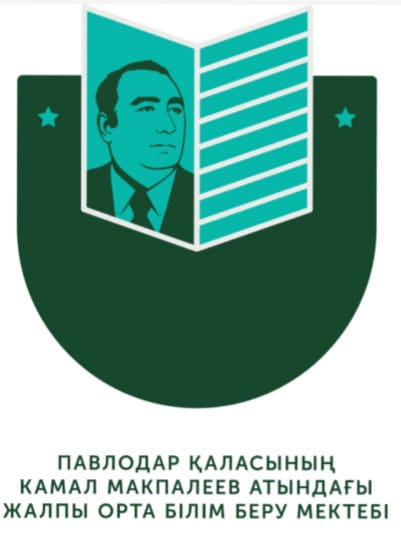 ПАВЛОДАР ҚАЛАСЫНЫҢ
КАМАЛ МАКПАЛЕЕВ АТЫНДАҒЫ
ЖАЛПЫ ОРТА БІЛІМ БЕРУ МЕКТЕБІ